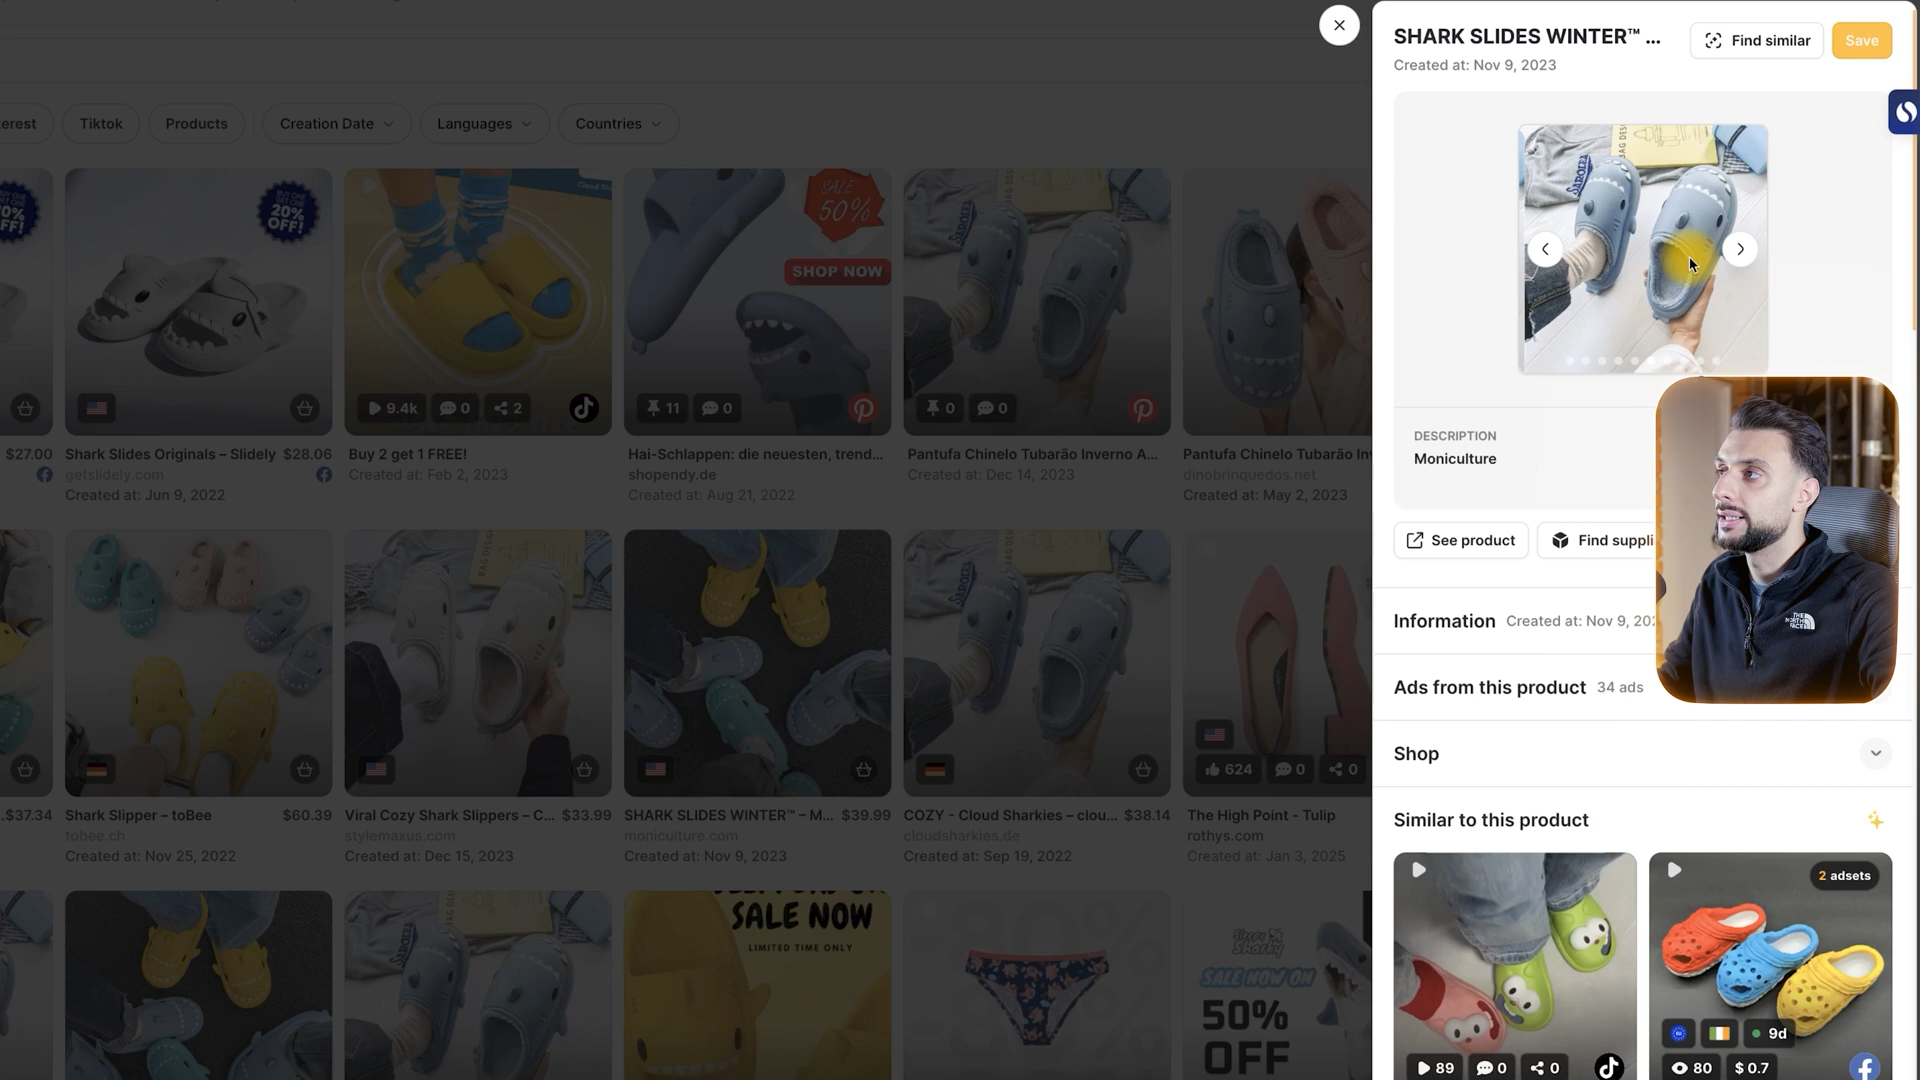 SHARK SLIDES WINTER™ ...
Find similar
Save
Created at: Nov 9, 2023
erest
Tiktok
Products
Creation Date
Languages
Countries
20%
OFF!
20%
OFF!
SALE
50%
SHOP NOW
9.4k
0
2
11
0
0
0
$27.00
Shark Slides Originals – Slidely $28.06
getslidely.com
Created at: Jun 9, 2022
Buy 2 get 1 FREE!
Created at: Feb 2, 2023
Hai-Schlappen: die neuesten, trend...
shopendy.de
Created at: Aug 21, 2022
Pantufa Chinelo Tubarão Inverno A...
Created at: Dec 14, 2023
Pantufa Chinelo Tubarão In
dinobrinquedos.net
Created at: May 2, 2023
DESCRIPTION
Moniculture
See product
Find suppli
Information Created at: Nov 9, 20
Ads from this product 34 ads
Shop
Similar to this product
THE
NORTH
FACE
624
0
0
.$37.34
Shark Slipper – toBee $60.39
tobee.ch
Created at: Nov 25, 2022
Viral Cozy Shark Slippers – C... $33.99
stylemaxus.com
Created at: Dec 15, 2023
SHARK SLIDES WINTER™ – M... $39.99
moniculture.com
Created at: Nov 9, 2023
COZY - Cloud Sharkies – clou... $38.14
cloudsharkies.de
Created at: Sep 19, 2022
The High Point - Tulip
rothys.com
Created at: Jan 3, 2025
SALE NOW
LIMITED TIME ONLY
SALE NOW ON
50%
OFF
89
0
0
2 adsets
9d
80
$ 0.7